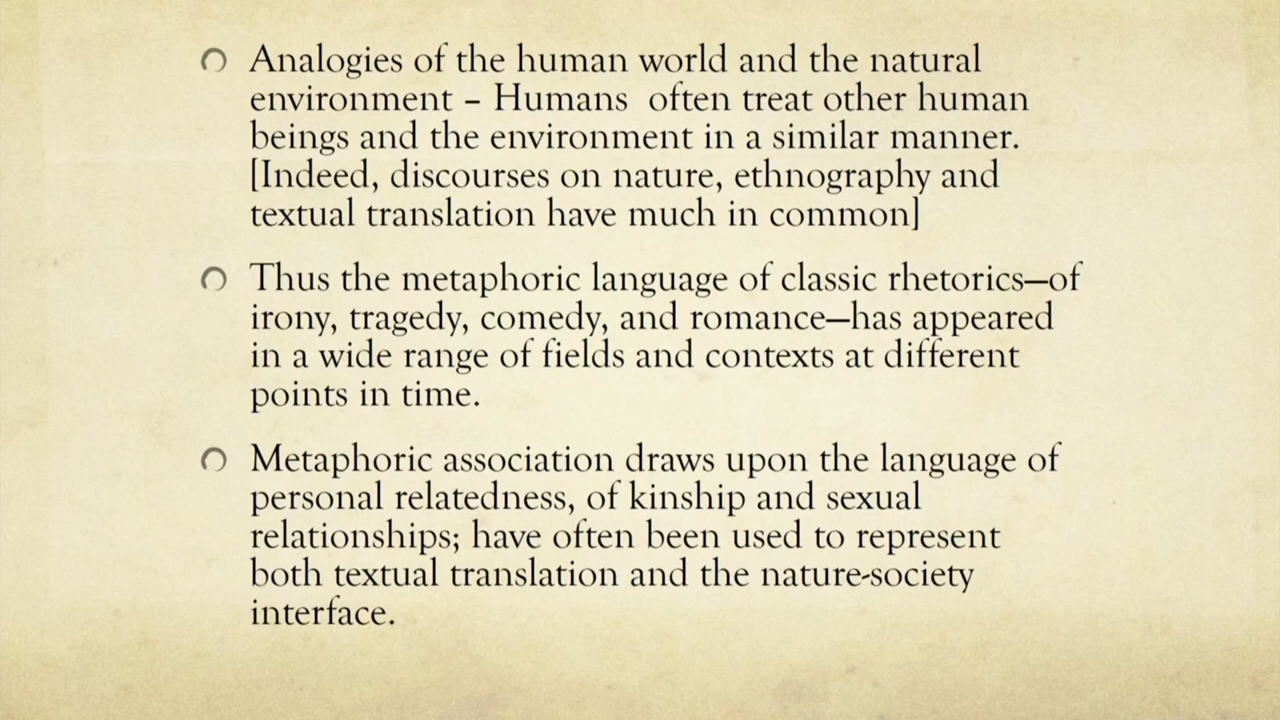 Analogies of the human world and the natural
environment – Humans often treat other human
beings and the environment in a similar manner.
[Indeed, discourses on nature, ethnography and
textual translation have much in common]
Thus the metaphoric language of classic rhetorics—of
irony, tragedy, comedy, and romance—has appeared
in a wide range of fields and contexts at different
points in time.
Metaphoric association draws upon the language of
personal relatedness, of kinship and sexual
relationships; have often been used to represent
both textual translation and the nature-society
interface.